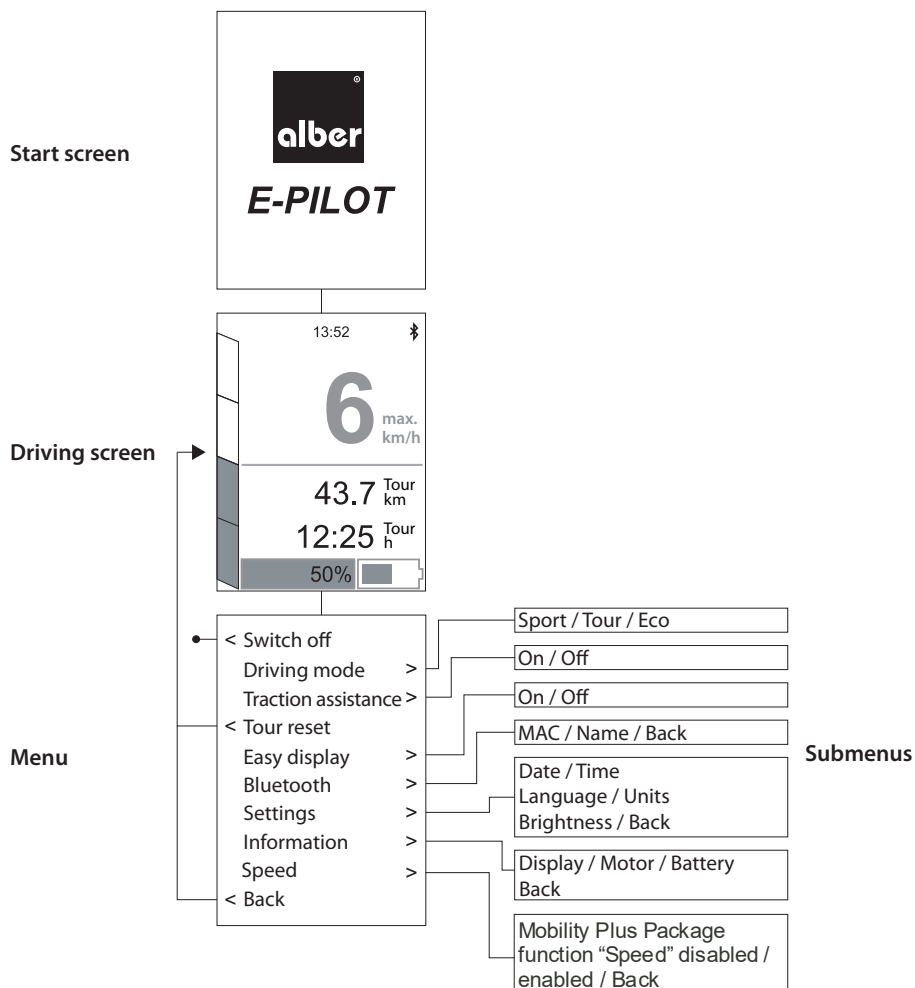 Start screen
alber
E-PILOT
Driving screen
13:52
6 max.
km/h
43.7 Tour
km
12:25 Tour
h
50%
Menu
< Switch off
Driving mode >
Traction assistance >
< Tour reset
Easy display >
Bluetooth >
Settings >
Information >
Speed >
< Back
Submenus
Sport / Tour / Eco
On / Off
On / Off
MAC / Name / Back
Date / Time
Language / Units
Brightness / Back
Display / Motor / Battery
Back
Mobility Plus Package
function “Speed” disabled /
enabled / Back